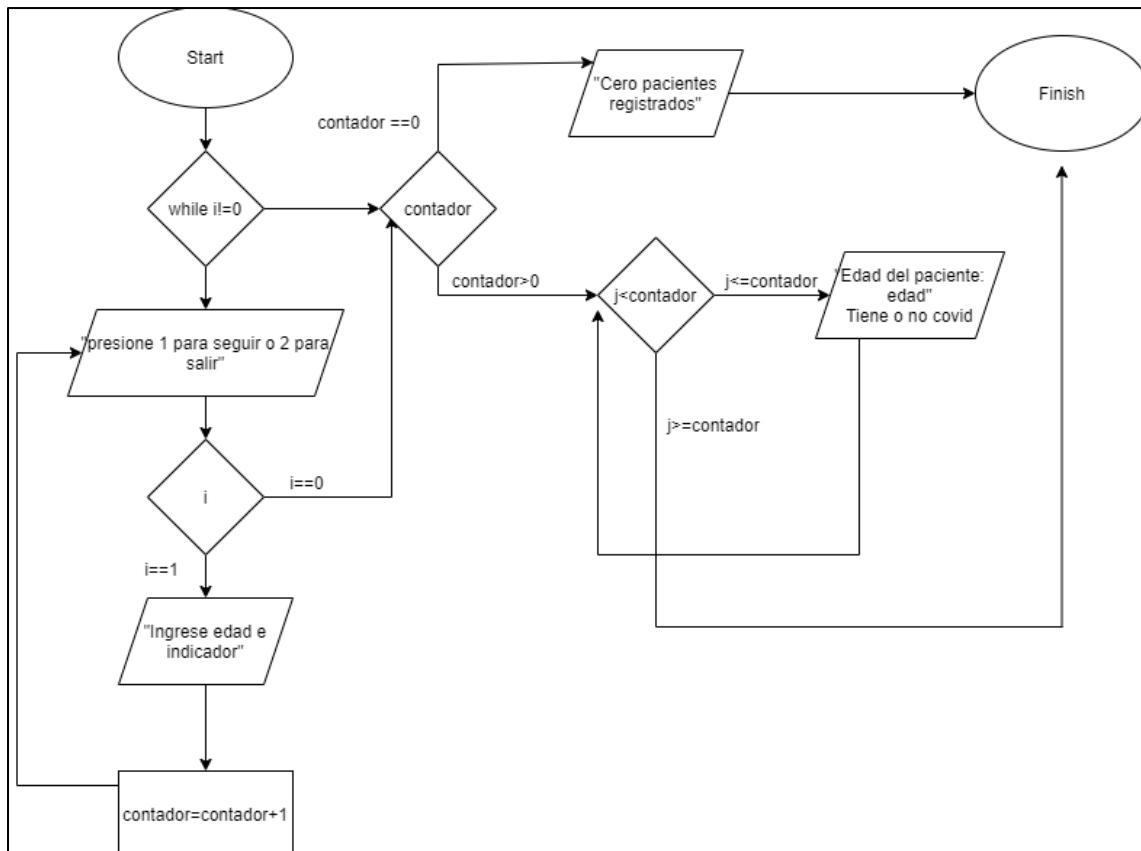 Start
"Cero pacientes
registrados"
Finish
contador ==0
while i!=0
contador
contador>0
j<contador
j<=contador
"Edad del paciente:
edad"
Tiene o no covid
"presione 1 para seguir o 2 para
salir"
j>=contador
i
i==0
i==1
"Ingrese edad e
indicador"
contador=contador+1